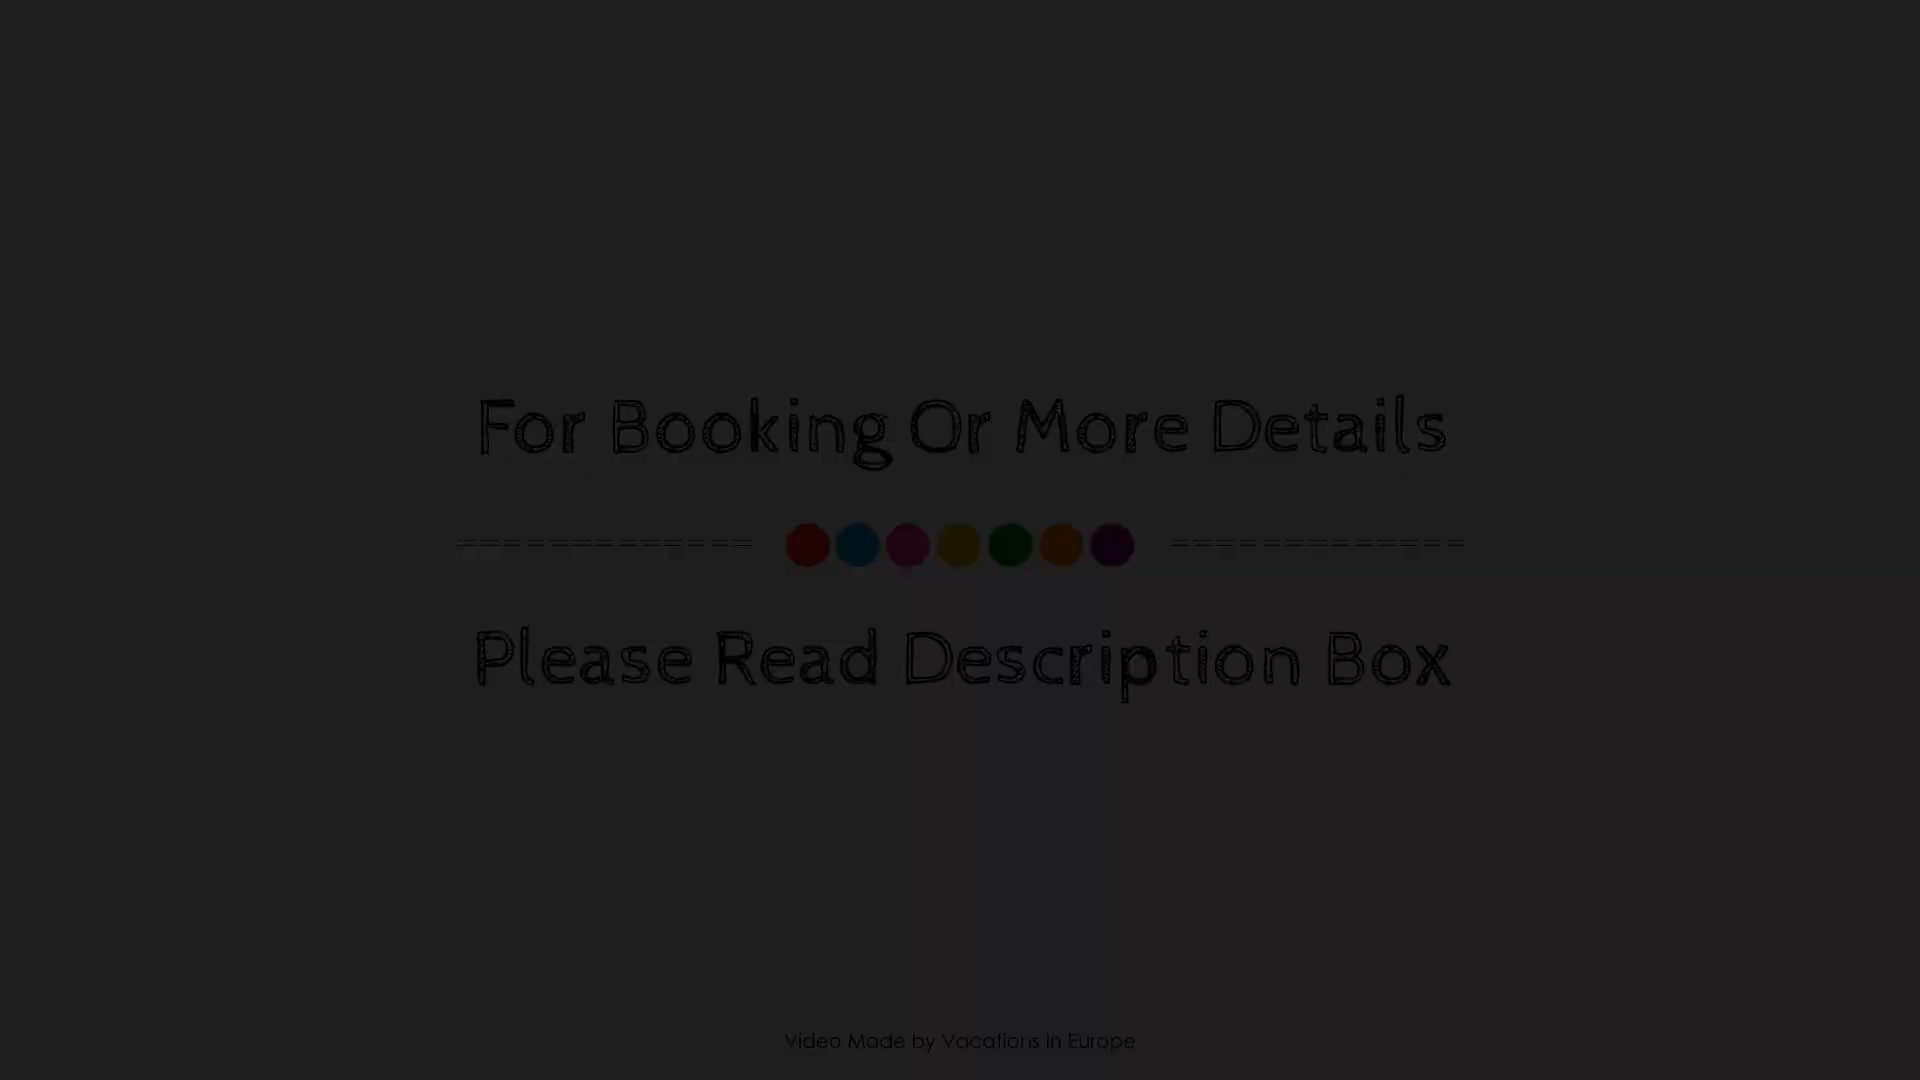 For Booking Or More Details
Please Read Description Box
Video Made by Vacations in Europe